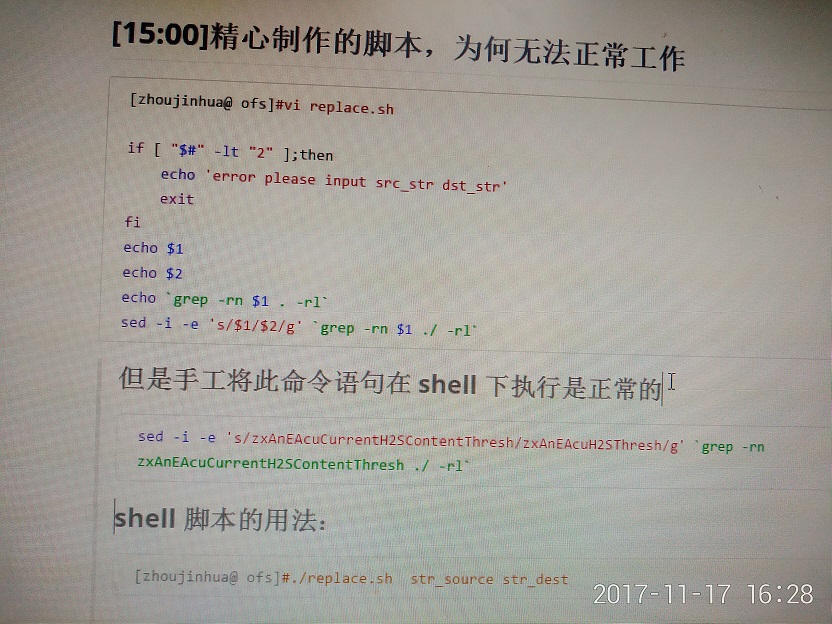 [15:00]精心制作的脚本，为何无法正常工作
[zhoujinhua@ ofs]#vi replace.sh
if [ "$#" -lt "2" ];then
    echo 'error please input src_str dst_str'
    exit
fi
echo $1
echo $2
echo `grep -rn $1 . -rl`
sed -i -e 's/$1/$2/g' `grep -rn $1 ./ -rl`
但是手工将此命令语句在 shell 下执行是正常的
sed -i -e 's/zxAnEAcuCurrentH2SContentThresh/zxAnEAcuH2SThresh/g' `grep -rn
zxAnEAcuCurrentH2SContentThresh ./ -rl`
shell 脚本的用法：
[zhoujinhua@ ofs]#./replace.sh  str_source str_dest
2017-11-17 16:28